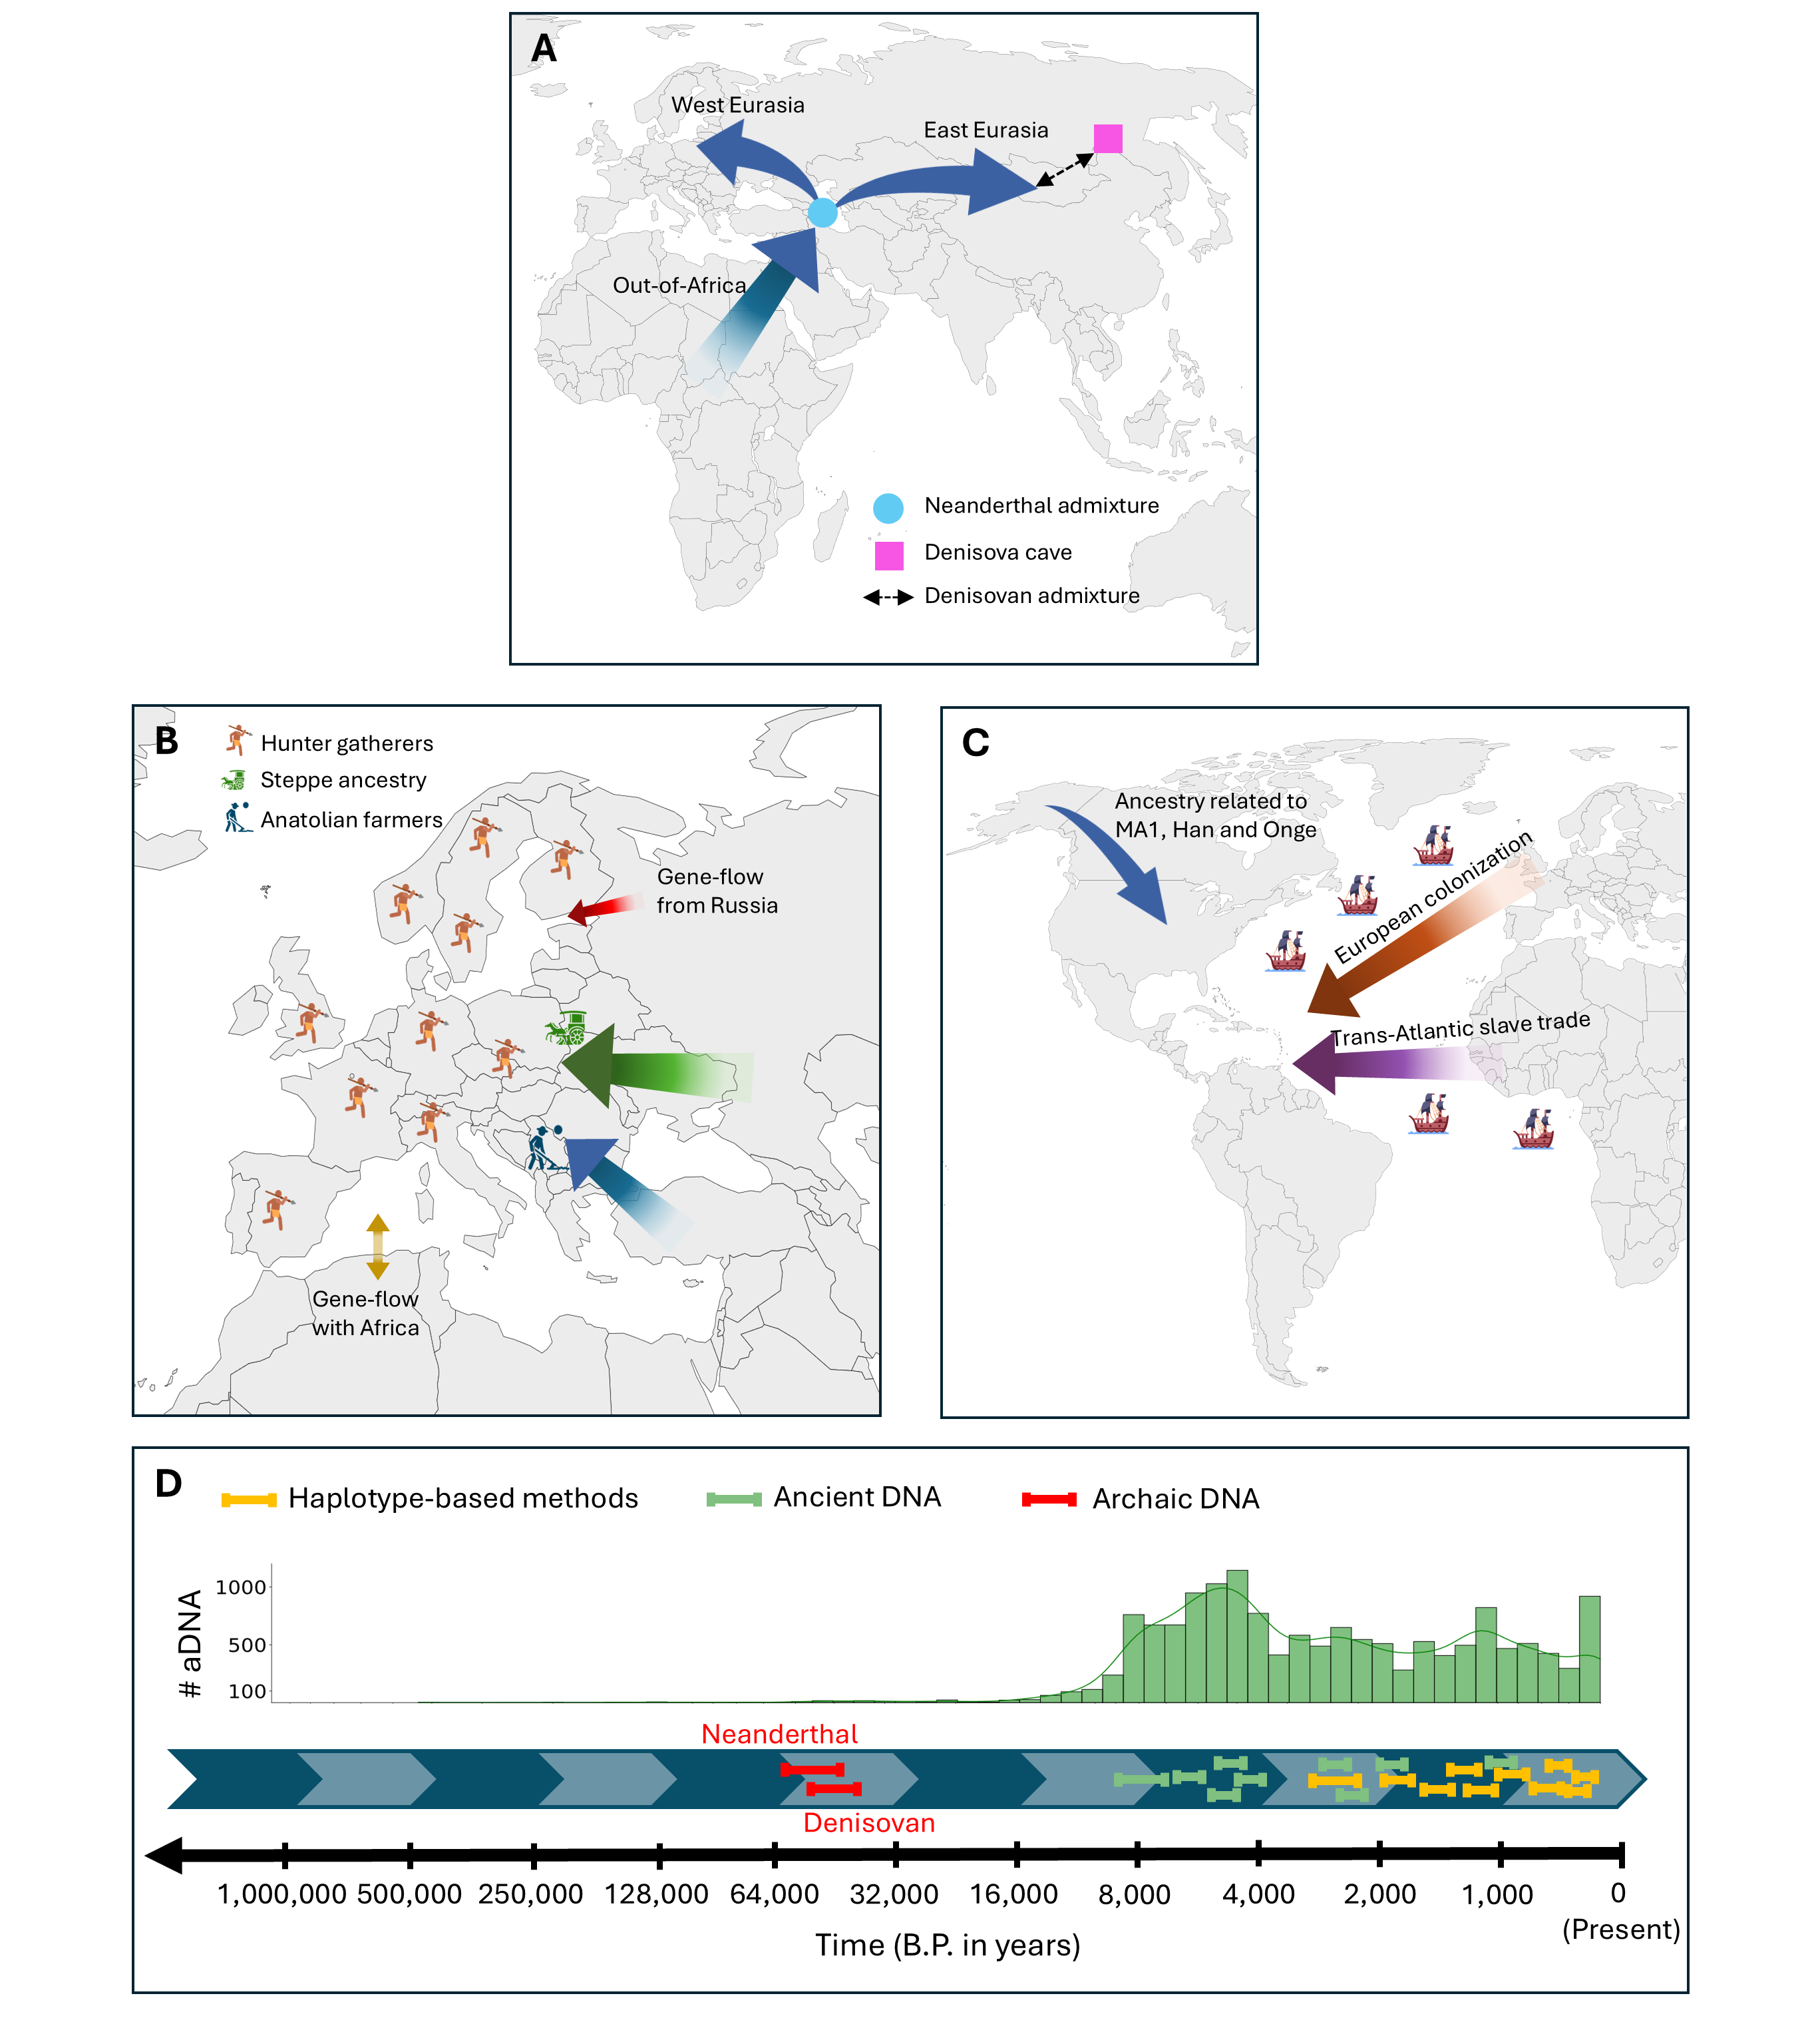 A
West Eurasia
East Eurasia
Out-of-Africa
Neanderthal admixture
Denisova cave
Denisovan admixture
B
Hunter gatherers
Steppe ancestry
Anatolian farmers
Gene-flow
from Russia
Gene-flow
with Africa
C
Ancestry related to
MA1, Han and Onge
European colonization
Trans-Atlantic slave trade
D
Haplotype-based methods
Ancient DNA
Archaic DNA
# aDNA
1000
500
100
Neanderthal
Denisovan
1,000,000 500,000 250,000 128,000 64,000 32,000 16,000 8,000 4,000 2,000 1,000 0
(Present)
Time (B.P. in years)